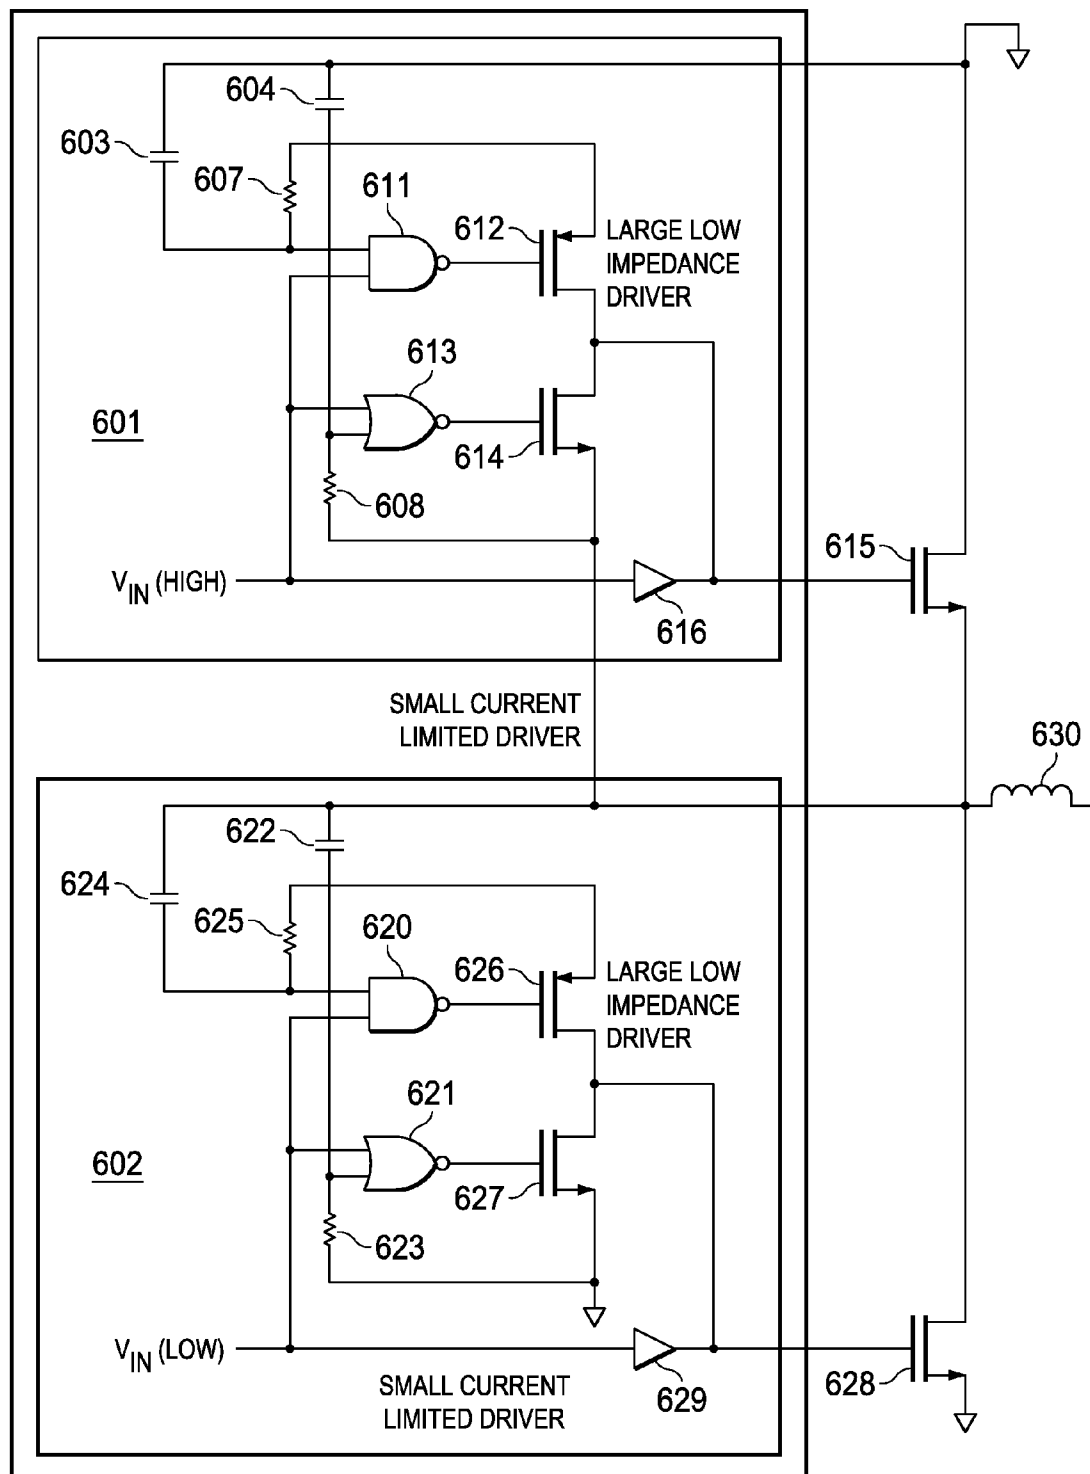 604
603
607
611
612
LARGE LOW
IMPEDANCE
DRIVER
613
601
614
608
615
VIN (HIGH)
616
SMALL CURRENT
LIMITED DRIVER
630
622
624
625
620
626
LARGE LOW
IMPEDANCE
DRIVER
621
602
627
623
VIN (LOW)
629
628
SMALL CURRENT
LIMITED DRIVER